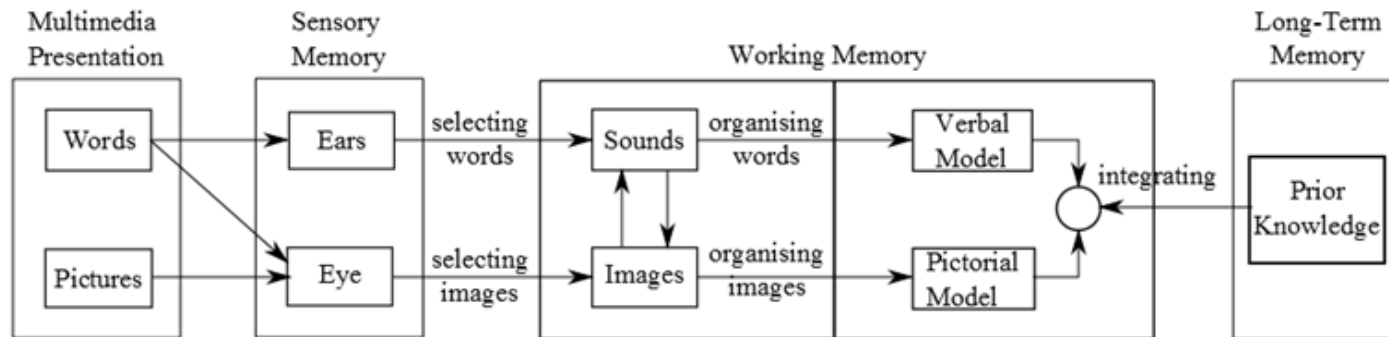 Multimedia
Presentation
Sensory
Memory
Working Memory
Long-Term
Memory
Words
Ears
selecting
words
Sounds
organising
words
Verbal
Model
integrating
Prior
Knowledge
Pictures
Eye
selecting
images
Images
organising
images
Pictorial
Model